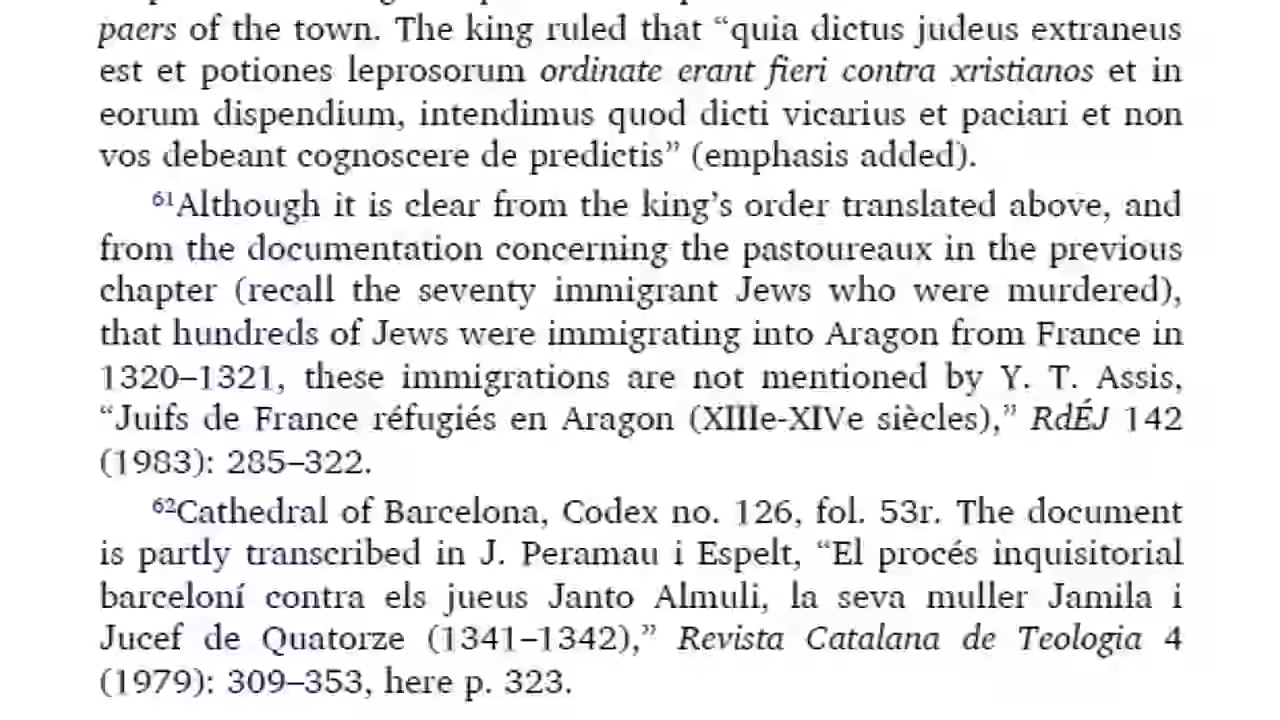 paers of the town. The king ruled that “quia dictus judeus extraneus
est et potiones leprosorum ordinate erant fieri contra xristianos et in
eorum dispendium, intendimus quod dicti vicarius et paciari et non
vos debeant cognoscere de predictis” (emphasis added).
⁶¹Although it is clear from the king’s order translated above, and
from the documentation concerning the pastoureaux in the previous
chapter (recall the seventy immigrant Jews who were murdered),
that hundreds of Jews were immigrating into Aragon from France in
1320–1321, these immigrations are not mentioned by Y. T. Assis,
“Juifs de France réfugiés en Aragon (XIIIe-XIVe siècles),” RdÉJ 142
(1983): 285–322.
⁶²Cathedral of Barcelona, Codex no. 126, fol. 53r. The document
is partly transcribed in J. Peramau i Espelt, “El procés inquisitorial
barceloní contra els jueus Janto Almuli, la seva muller Jamila i
Jucef de Quatorze (1341–1342),” Revista Catalana de Teologia 4
(1979): 309–353, here p. 323.